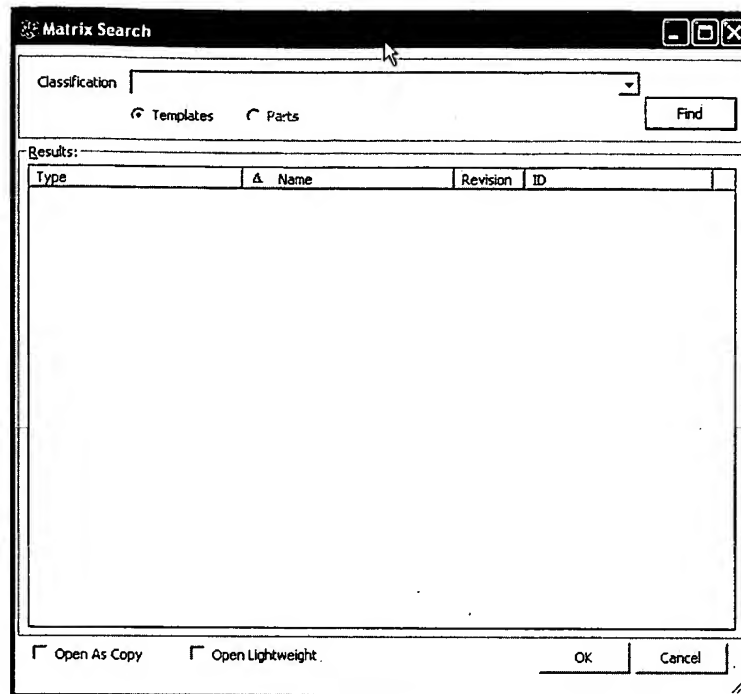 Matrix Search
Classification
Templates Parts
Find
Results:
Type Δ Name Revision ID
Open As Copy Open Lightweight OK Cancel